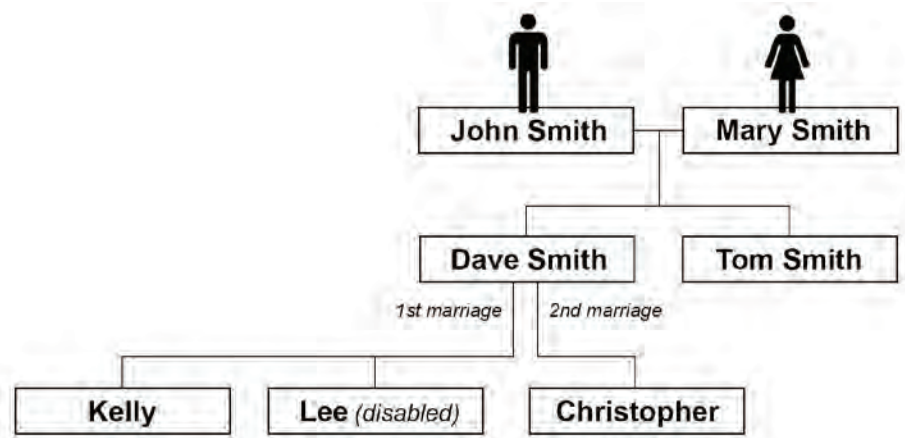 John Smith
Mary Smith
Dave Smith
Tom Smith
1st marriage
2nd marriage
Kelly
Lee (disabled)
Christopher